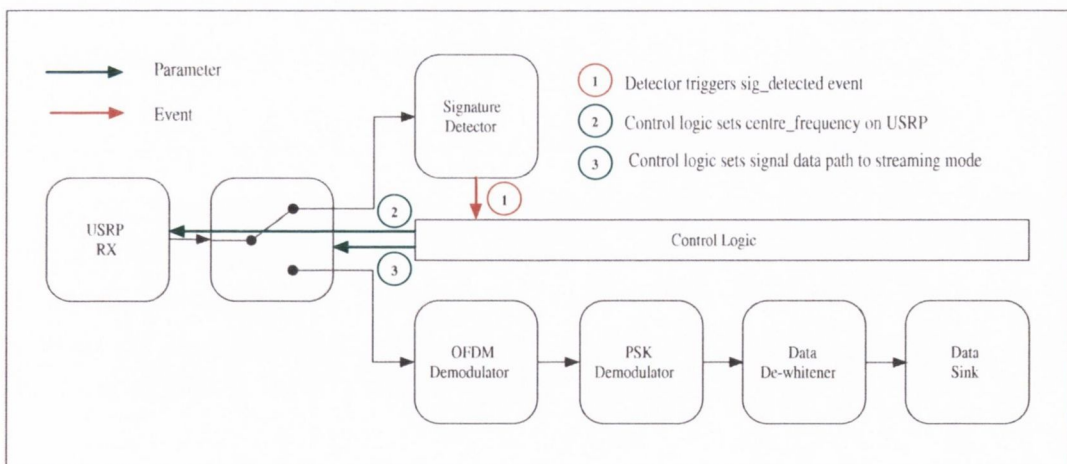 Parameter
Event
1 Detector triggers sig_detected event
2 Control logic sets centre_frequency on USRP
3 Control logic sets signal data path to streaming mode
Signature
Detector
1
USRP
RX
2
Control Logic
3
OFDM
Demodulator
PSK
Demodulator
Data
De-whitener
Data
Sink